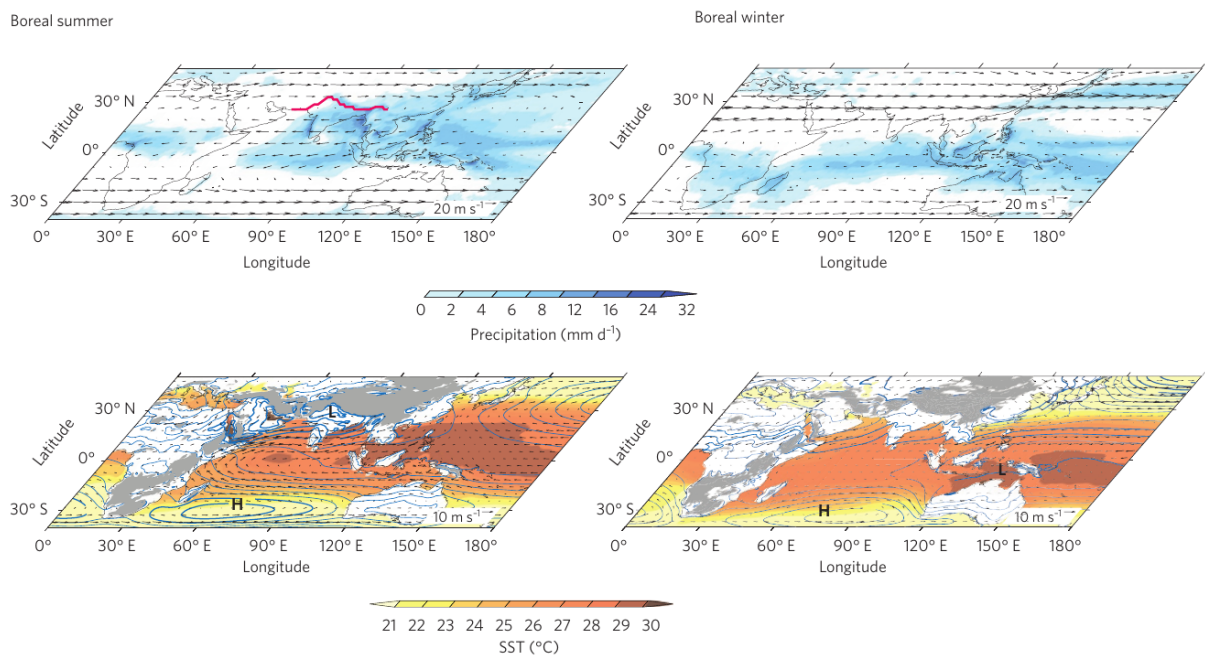 Boreal summer
Boreal winter
Latitude
30° N
0°
30° S
20 m s⁻¹
0° 30° E 60° E 90° E 120° E 150° E 180°
Longitude
Latitude
30° N
0°
30° S
20 m s⁻¹
0° 30° E 60° E 90° E 120° E 150° E 180°
Longitude
0 2 4 6 8 12 16 24 32
Precipitation (mm d⁻¹)
Latitude
30° N
0°
30° S
L
H
10 m s⁻¹
0° 30° E 60° E 90° E 120° E 150° E 180°
Longitude
Latitude
30° N
0°
30° S
L
H
10 m s⁻¹
0° 30° E 60° E 90° E 120° E 150° E 180°
Longitude
21 22 23 24 25 26 27 28 29 30
SST (°C)